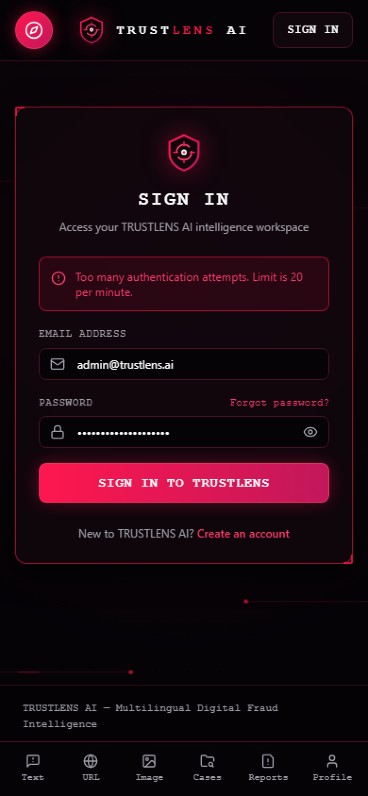 TRUSTLENS AI
SIGN IN
SIGN IN
Access your TRUSTLENS AI intelligence workspace
Too many authentication attempts. Limit is 20
per minute.
EMAIL ADDRESS
admin@trustlens.ai
PASSWORD Forgot password?
••••••••••••••••••••
SIGN IN TO TRUSTLENS
New to TRUSTLENS AI? Create an account
TRUSTLENS AI — Multilingual Digital Fraud
Intelligence
Text URL Image Cases Reports Profile